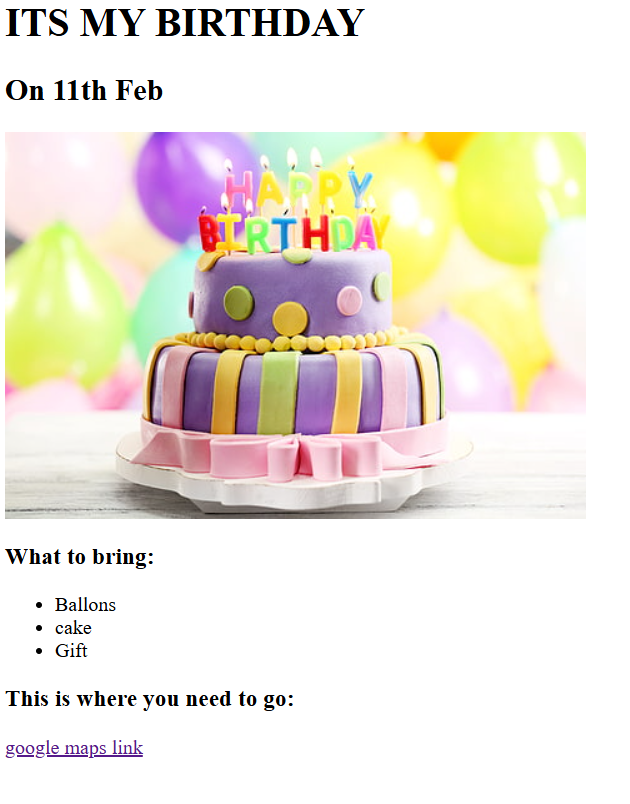 ITS MY BIRTHDAY
On 11th Feb
HAPPY
BIRTHDAY
What to bring:
Ballons
cake
Gift
This is where you need to go:
google maps link